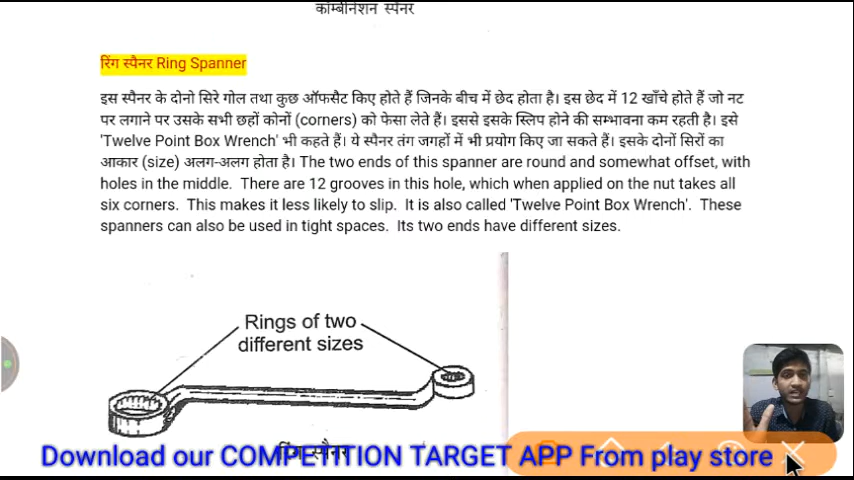 कॉम्बीनेशन स्पैनर
रिंग स्पैनर Ring Spanner
इस स्पैनर के दोनो सिरे गोल तथा कुछ ऑफसैट किए होते हैं जिनके बीच में छेद होता है। इस छेद में 12 खाँचे होते हैं जो नट
पर लगाने पर उसके सभी छहों कोनों (corners) को फेसा लेते हैं। इससे इसके स्लिप होने की सम्भावना कम रहती है। इसे
'Twelve Point Box Wrench' भी कहते हैं। ये स्पैनर तंग जगहों में भी प्रयोग किए जा सकते हैं। इसके दोनों सिरों का
आकार (size) अलग-अलग होता है। The two ends of this spanner are round and somewhat offset, with
holes in the middle.  There are 12 grooves in this hole, which when applied on the nut takes all
six corners.  This makes it less likely to slip.  It is also called 'Twelve Point Box Wrench'.  These
spanners can also be used in tight spaces.  Its two ends have different sizes.
Rings of two
different sizes
रिंग स्पैनर
Download our COMPETITION TARGET APP From play store